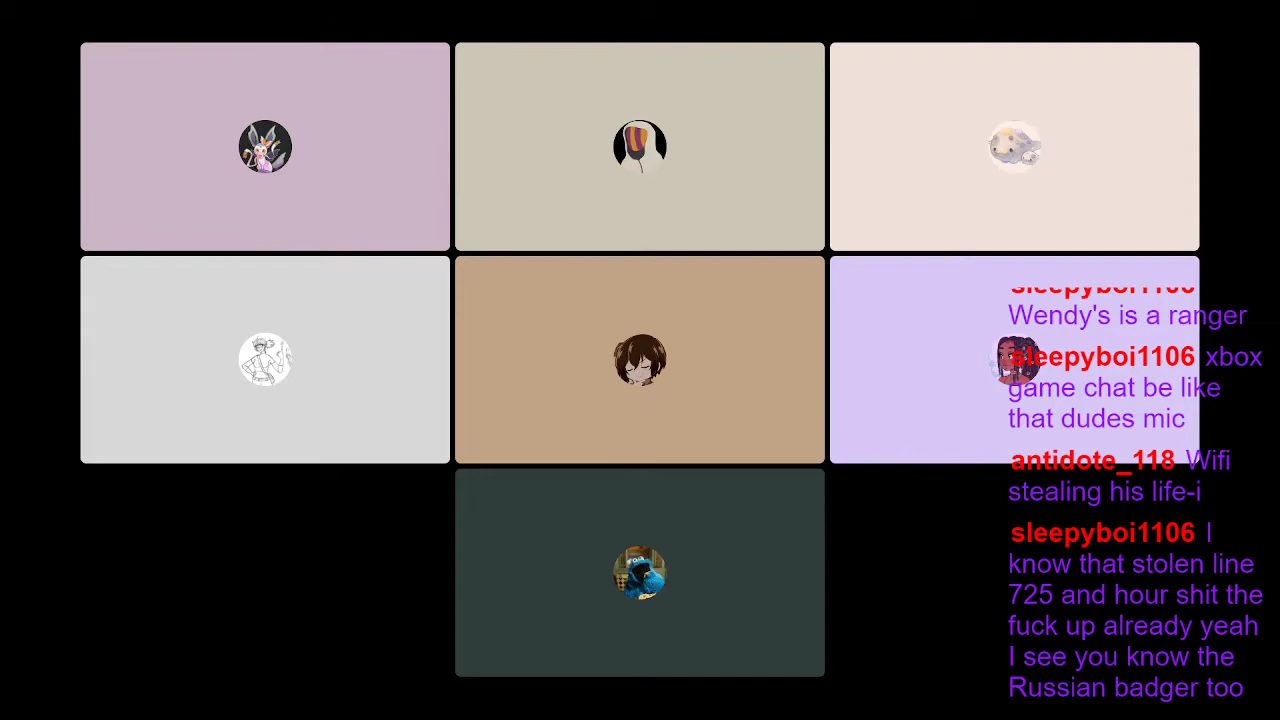 sleepyboi1106
Wendy's is a ranger
sleepyboi1106 xbox
game chat be like
that dudes mic
antidote_118 Wifi
stealing his life-i
sleepyboi1106 I
know that stolen line
725 and hour shit the
fuck up already yeah
I see you know the
Russian badger too